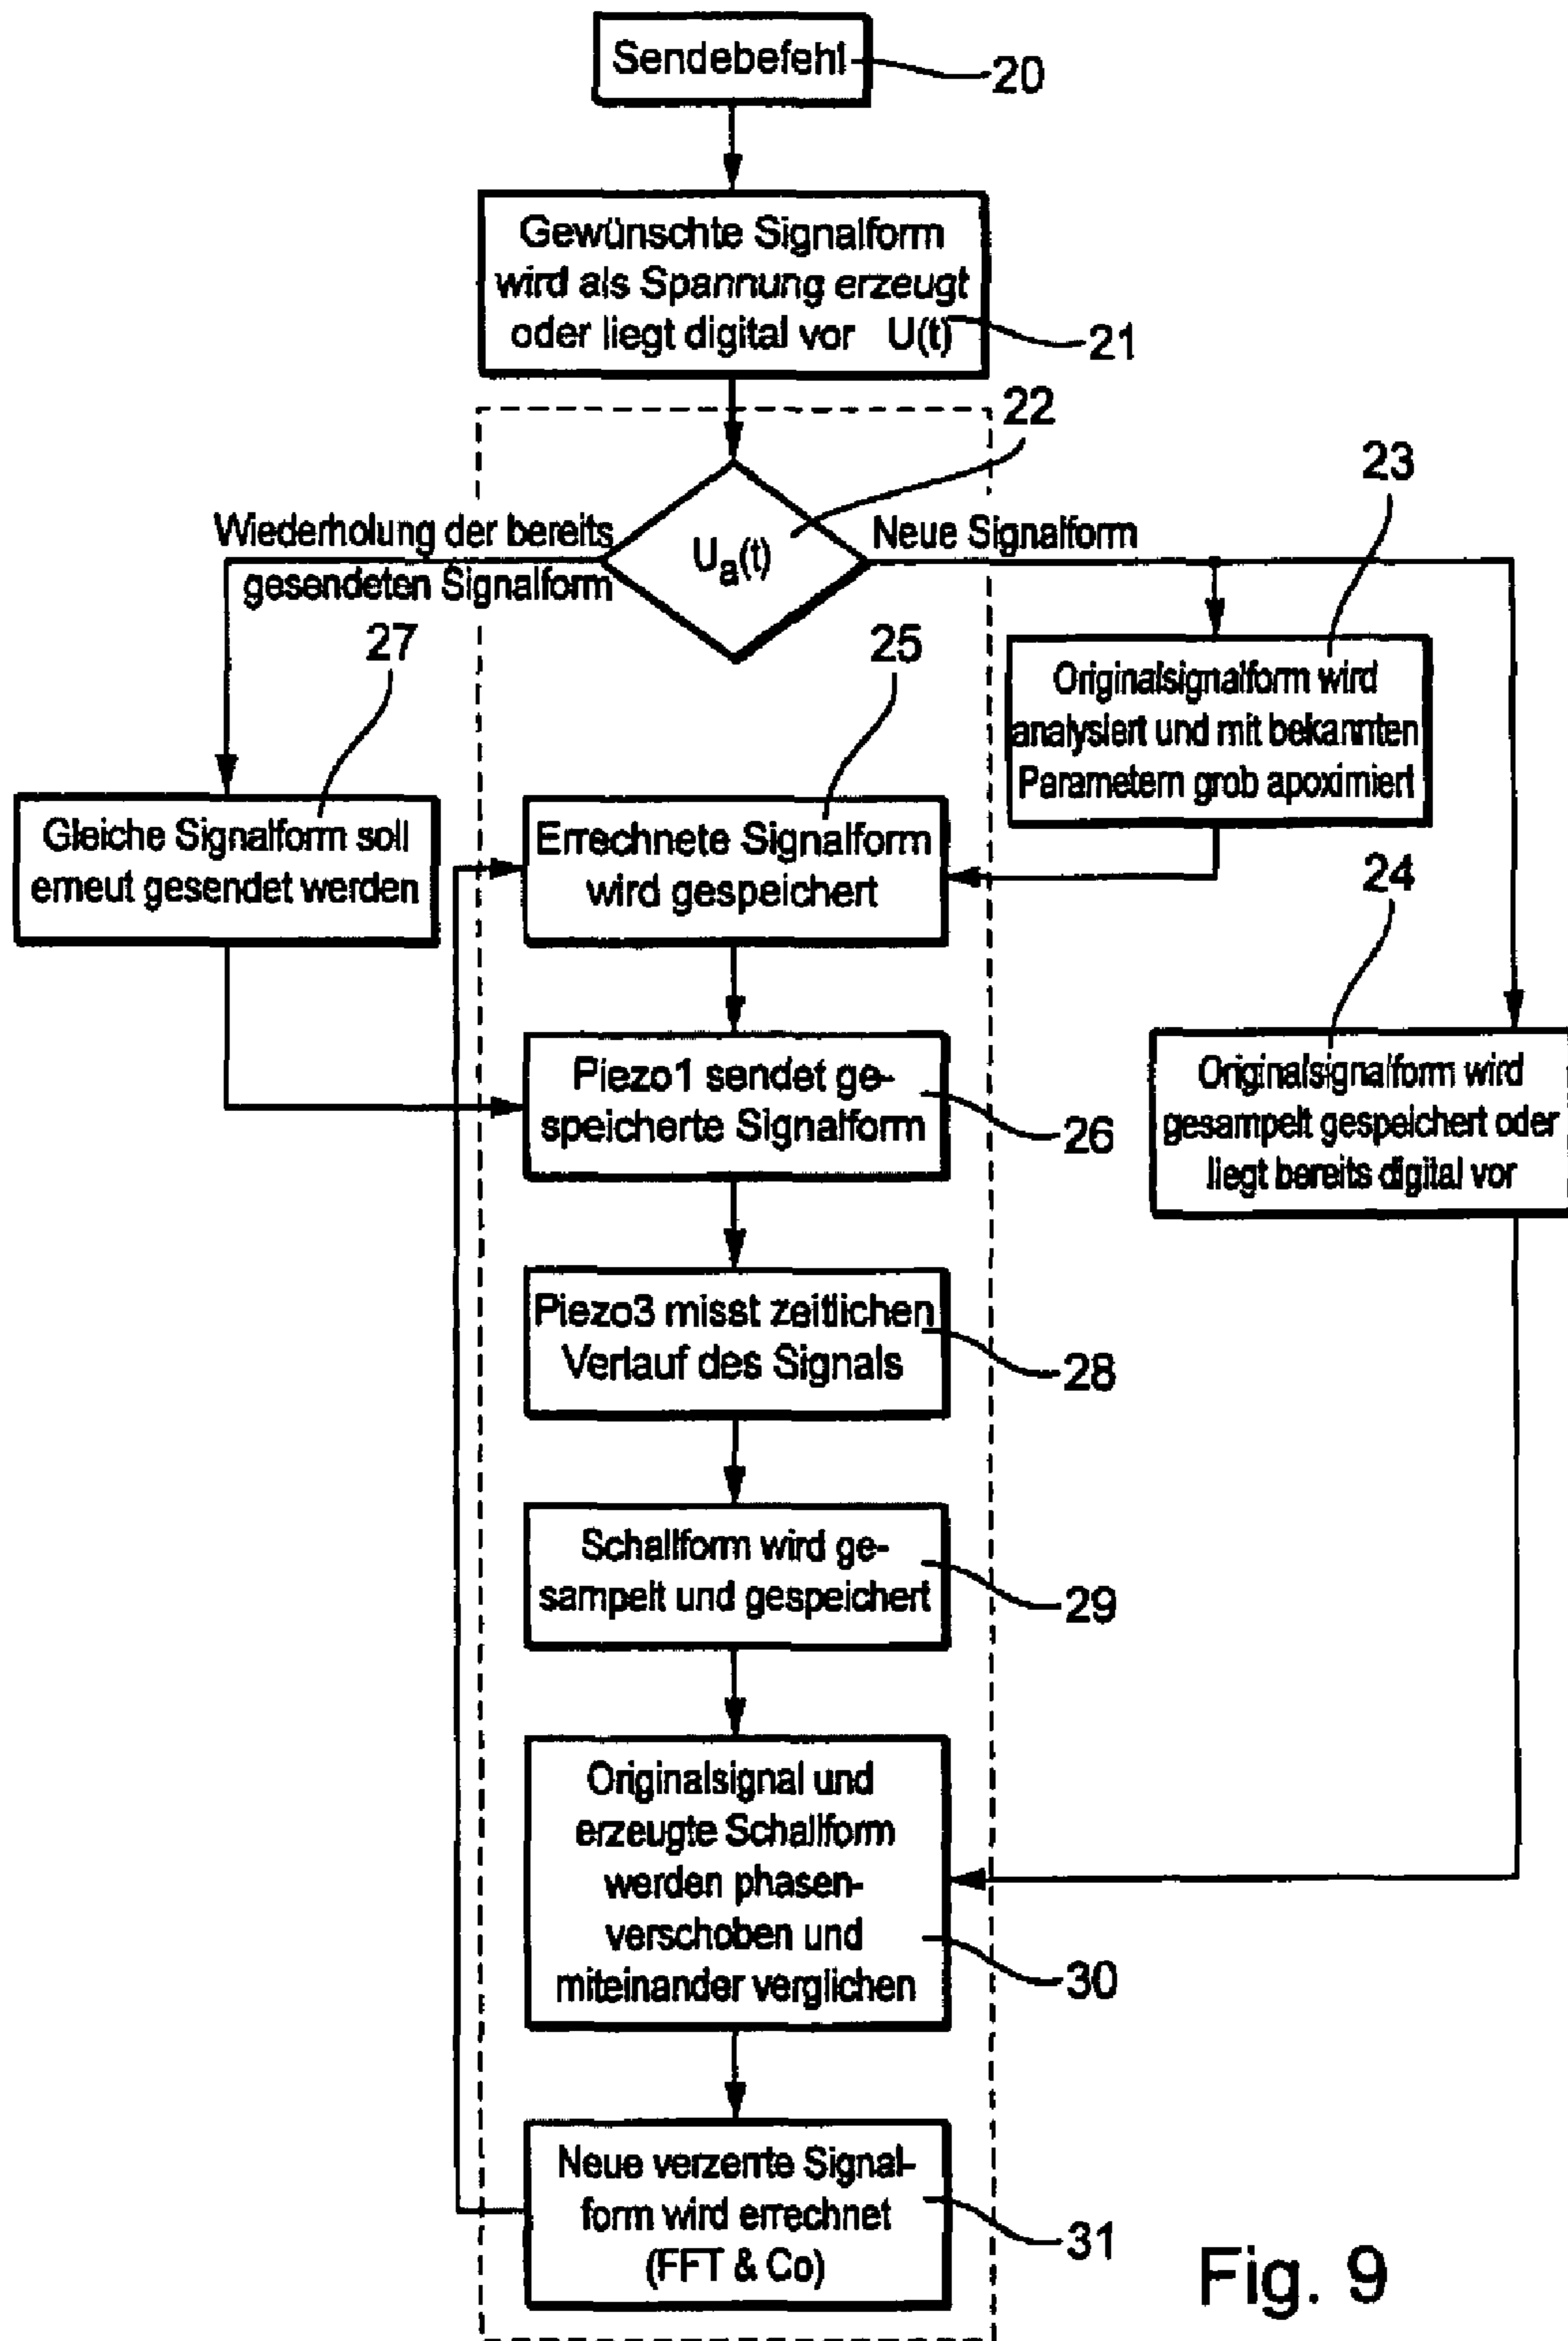 Sendebefehl
20
Gewünschte Signalform
wird als Spannung erzeugt
oder liegt digital vor U(t)
21
22
Wiederholung der bereits
gesendeten Signalform
Ua(t)
Neue Signalform
23
Originalsignalform wird
analysiert und mit bekannten
Parametern grob apoximiert
27
Gleiche Signalform soll
erneut gesendet werden
25
Errechnete Signalform
wird gespeichert
24
Originalsignalform wird
gesampelt gespeichert oder
liegt bereits digital vor
Piezo1 sendet ge-
speicherte Signalform
26
Piezo3 misst zeitlichen
Verlauf des Signals
28
Schallform wird ge-
sampelt und gespeichert
29
Originalsignal und
erzeugte Schallform
werden phasen-
verschoben und
miteinander verglichen
30
Neue verzerrte Signal-
form wird errechnet
(FFT & Co)
31
Fig. 9